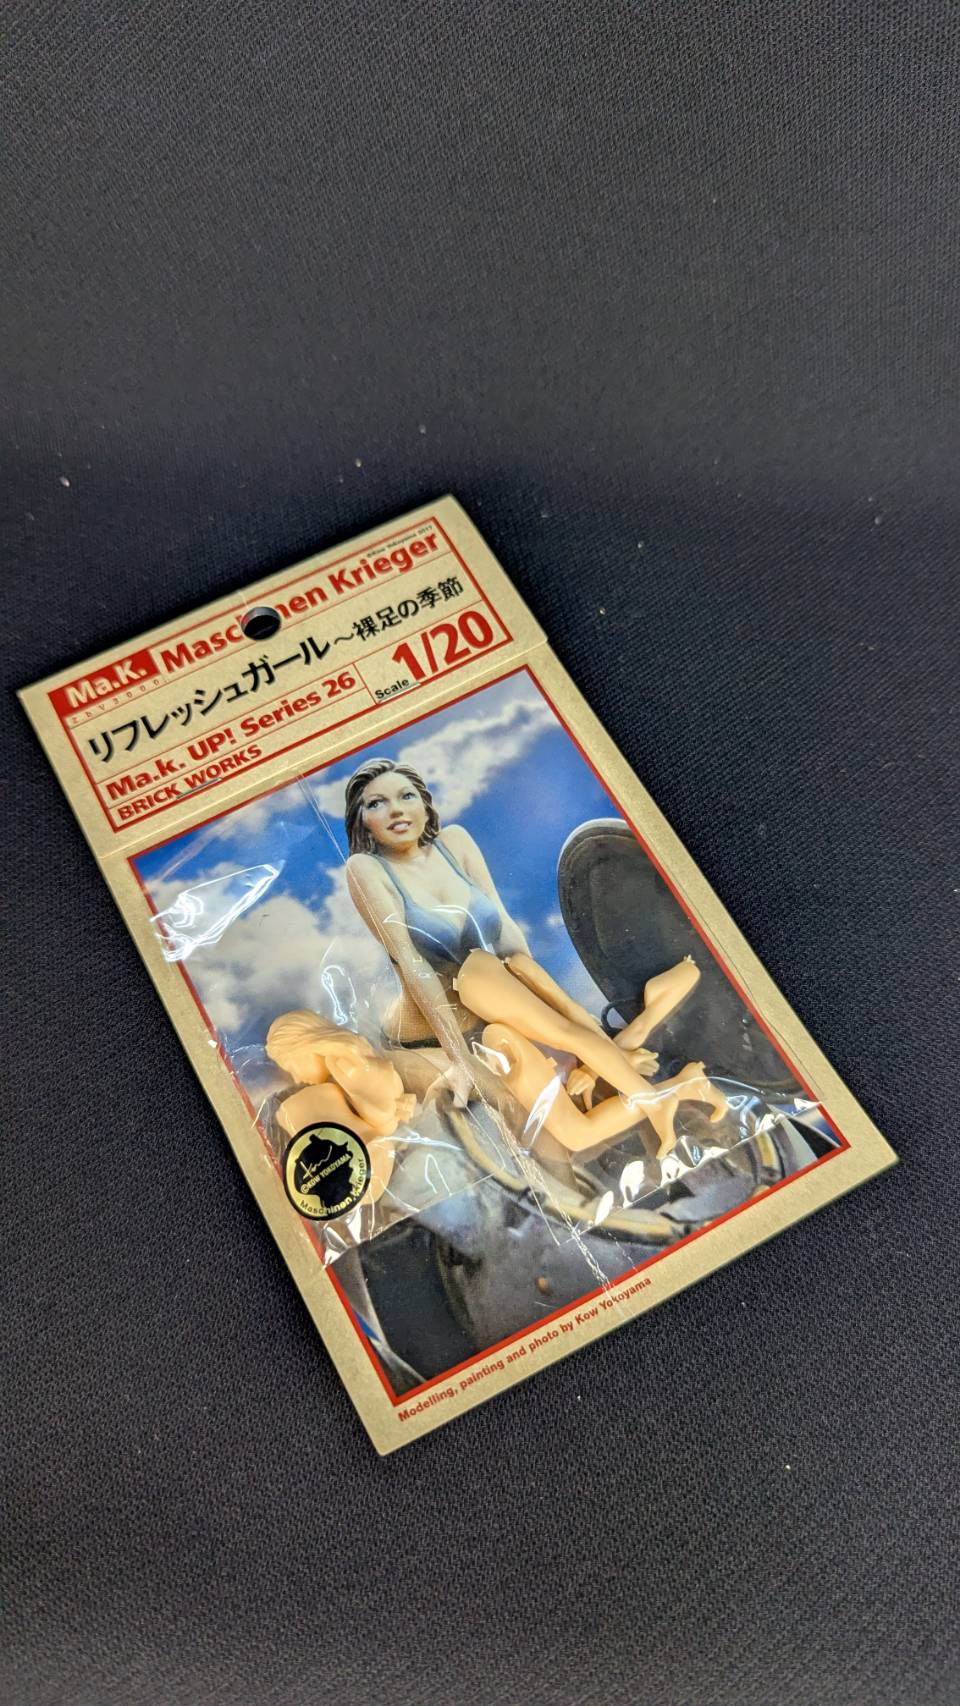 ©Kow Yokoyama 2017
Ma.K. Maschinen Krieger
ZbV3000
リフレッシュガール～裸足の季節
Ma.k. UP! Series 26
Scale 1/20
BRICK WORKS
©KOW YOKOYAMA
Maschinen Krieger
Modelling, painting and photo by Kow Yokoyama